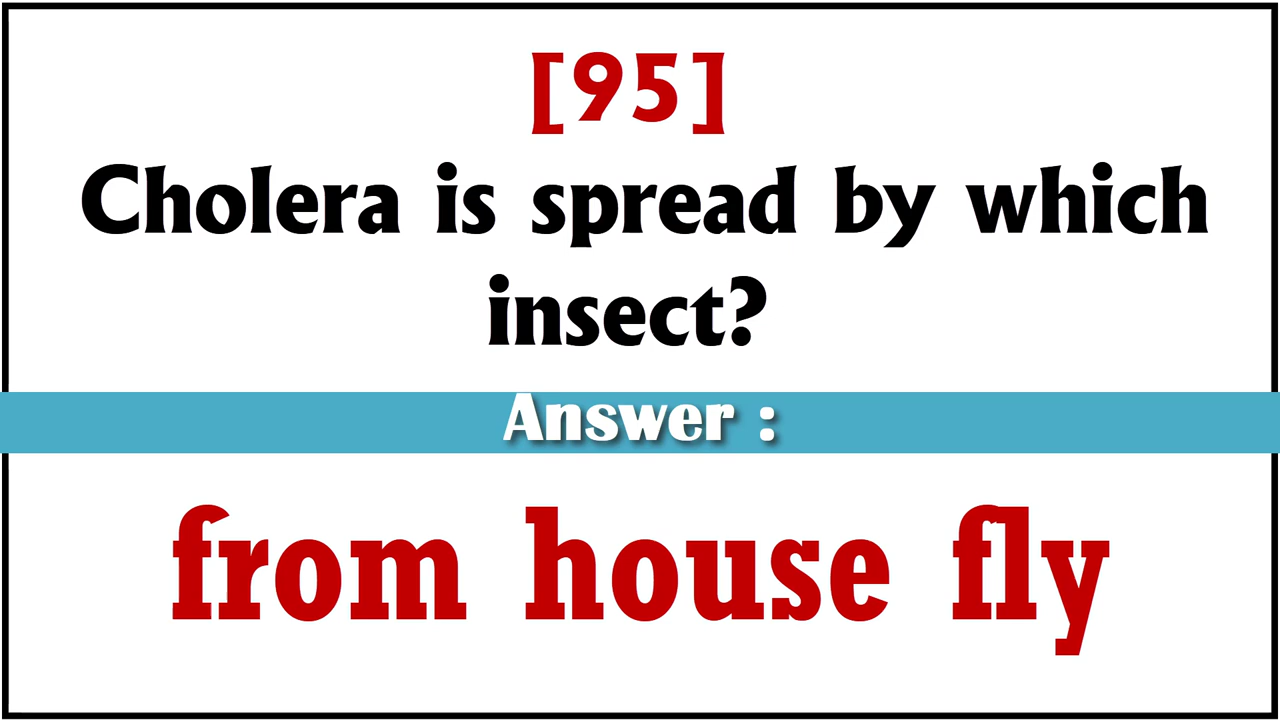 [95]
Cholera is spread by which
insect?
Answer :
from house fly